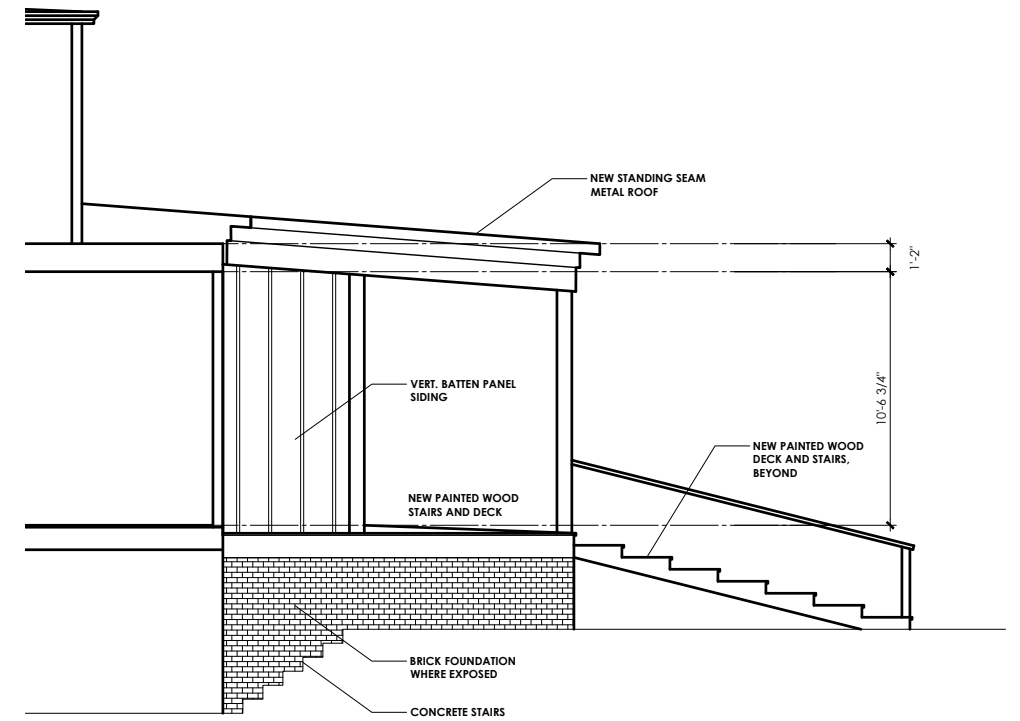 NEW STANDING SEAM
METAL ROOF
1'-2"
VERT. BATTEN PANEL
SIDING
10'-6 3/4"
NEW PAINTED WOOD
DECK AND STAIRS,
BEYOND
NEW PAINTED WOOD
STAIRS AND DECK
BRICK FOUNDATION
WHERE EXPOSED
CONCRETE STAIRS